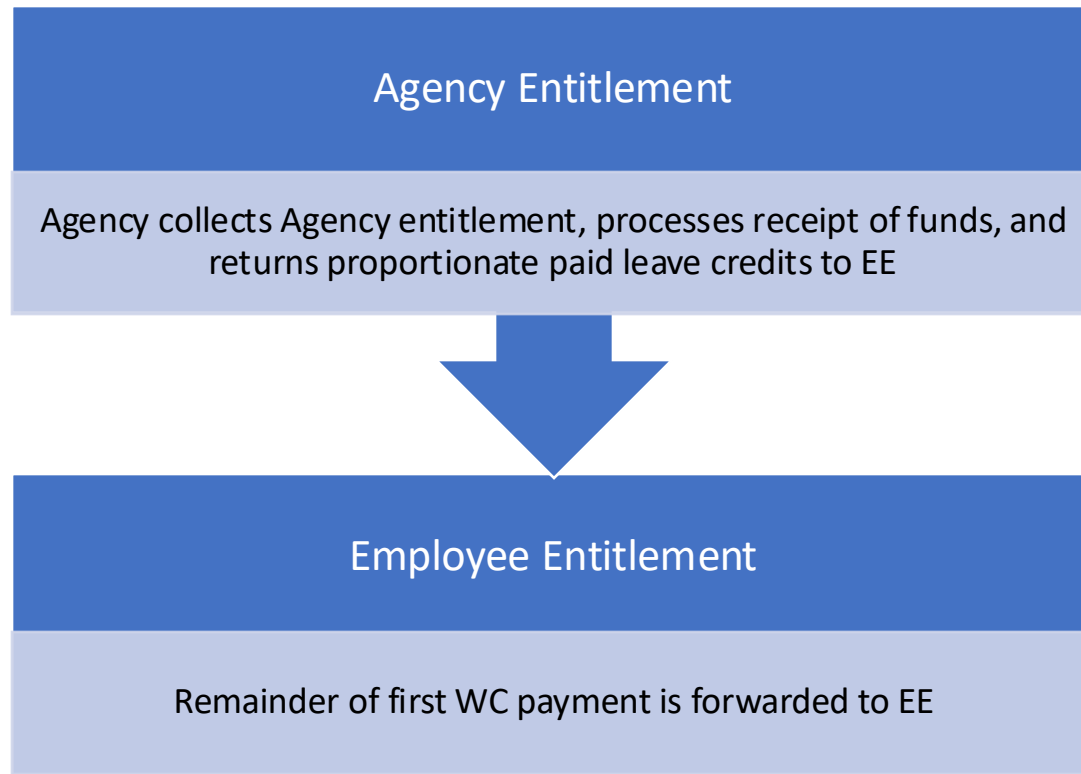 Agency Entitlement
Agency collects Agency entitlement, processes receipt of funds, and
returns proportionate paid leave credits to EE
Employee Entitlement
Remainder of first WC payment is forwarded to EE